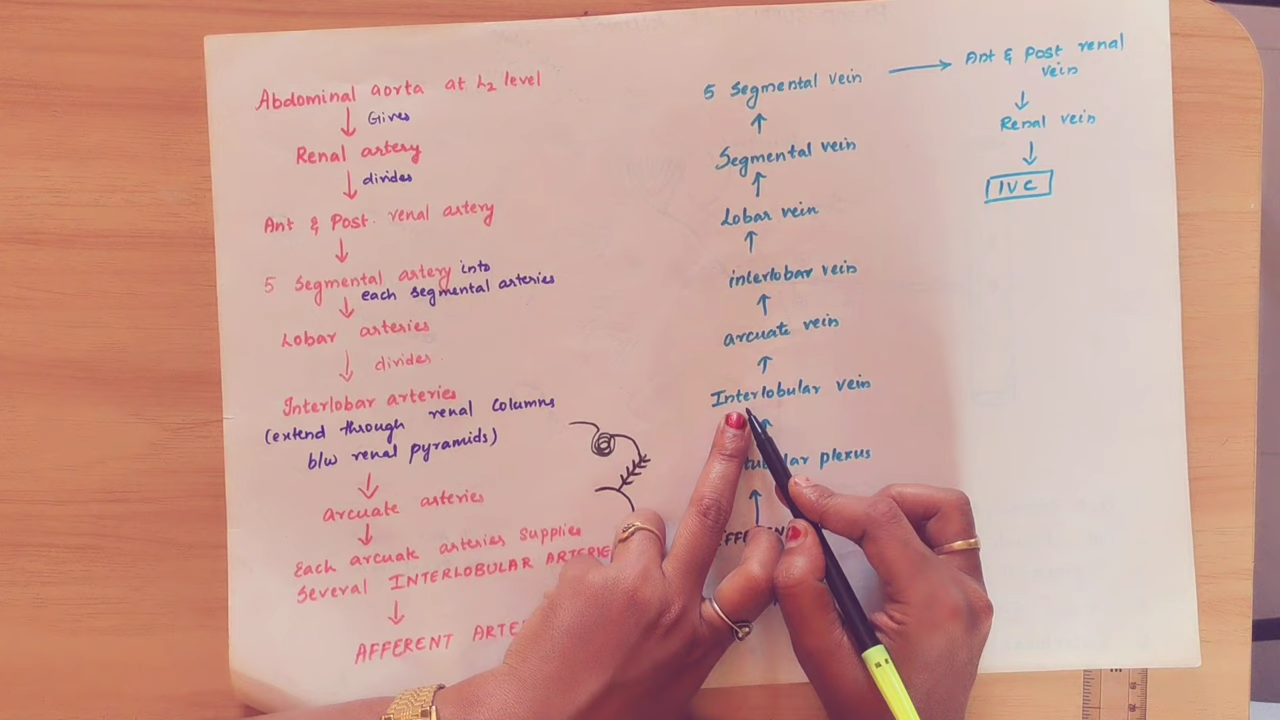 Abdominal aorta at L2 level
Gives
Renal artery
divides
Ant & Post. renal artery
5 Segmental artery into
each segmental arteries
Lobar arteries
divides
Interlobar arteries
(extend through renal Columns
b/w renal pyramids)
arcuate arteries
Each arcuate arteries supplies
Several INTERLOBULAR ARTERIE
AFFERENT ARTE
5 Segmental vein
Segmental vein
Lobar vein
interlobar vein
arcuate vein
Interlobular vein
plexus
Ant & Post renal
vein
Renal vein
IVC